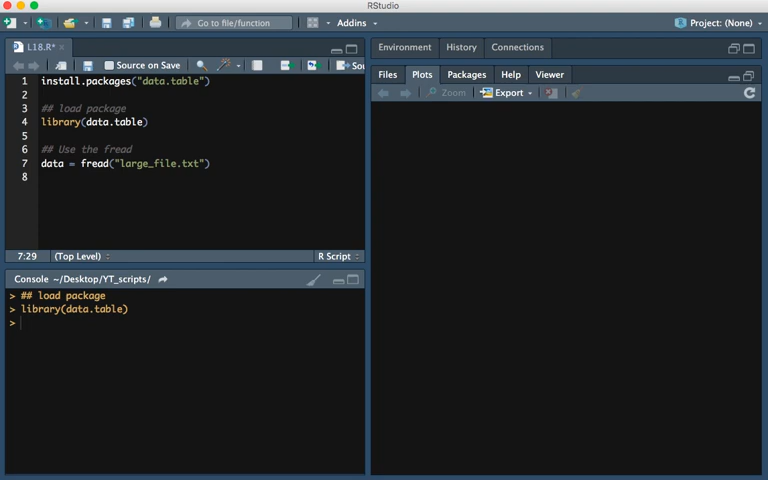 RStudio
Go to file/function
Addins
Project: (None)
L18.R*
Source on Save
Sou
1 install.packages("data.table")
2
3 ## load package
4 library(data.table)
5
6 ## Use the fread
7 data = fread("large_file.txt")
8
7:29 (Top Level) R Script
Console ~/Desktop/YT_scripts/
> ## load package
> library(data.table)
>
Environment History Connections
Files Plots Packages Help Viewer
Zoom Export